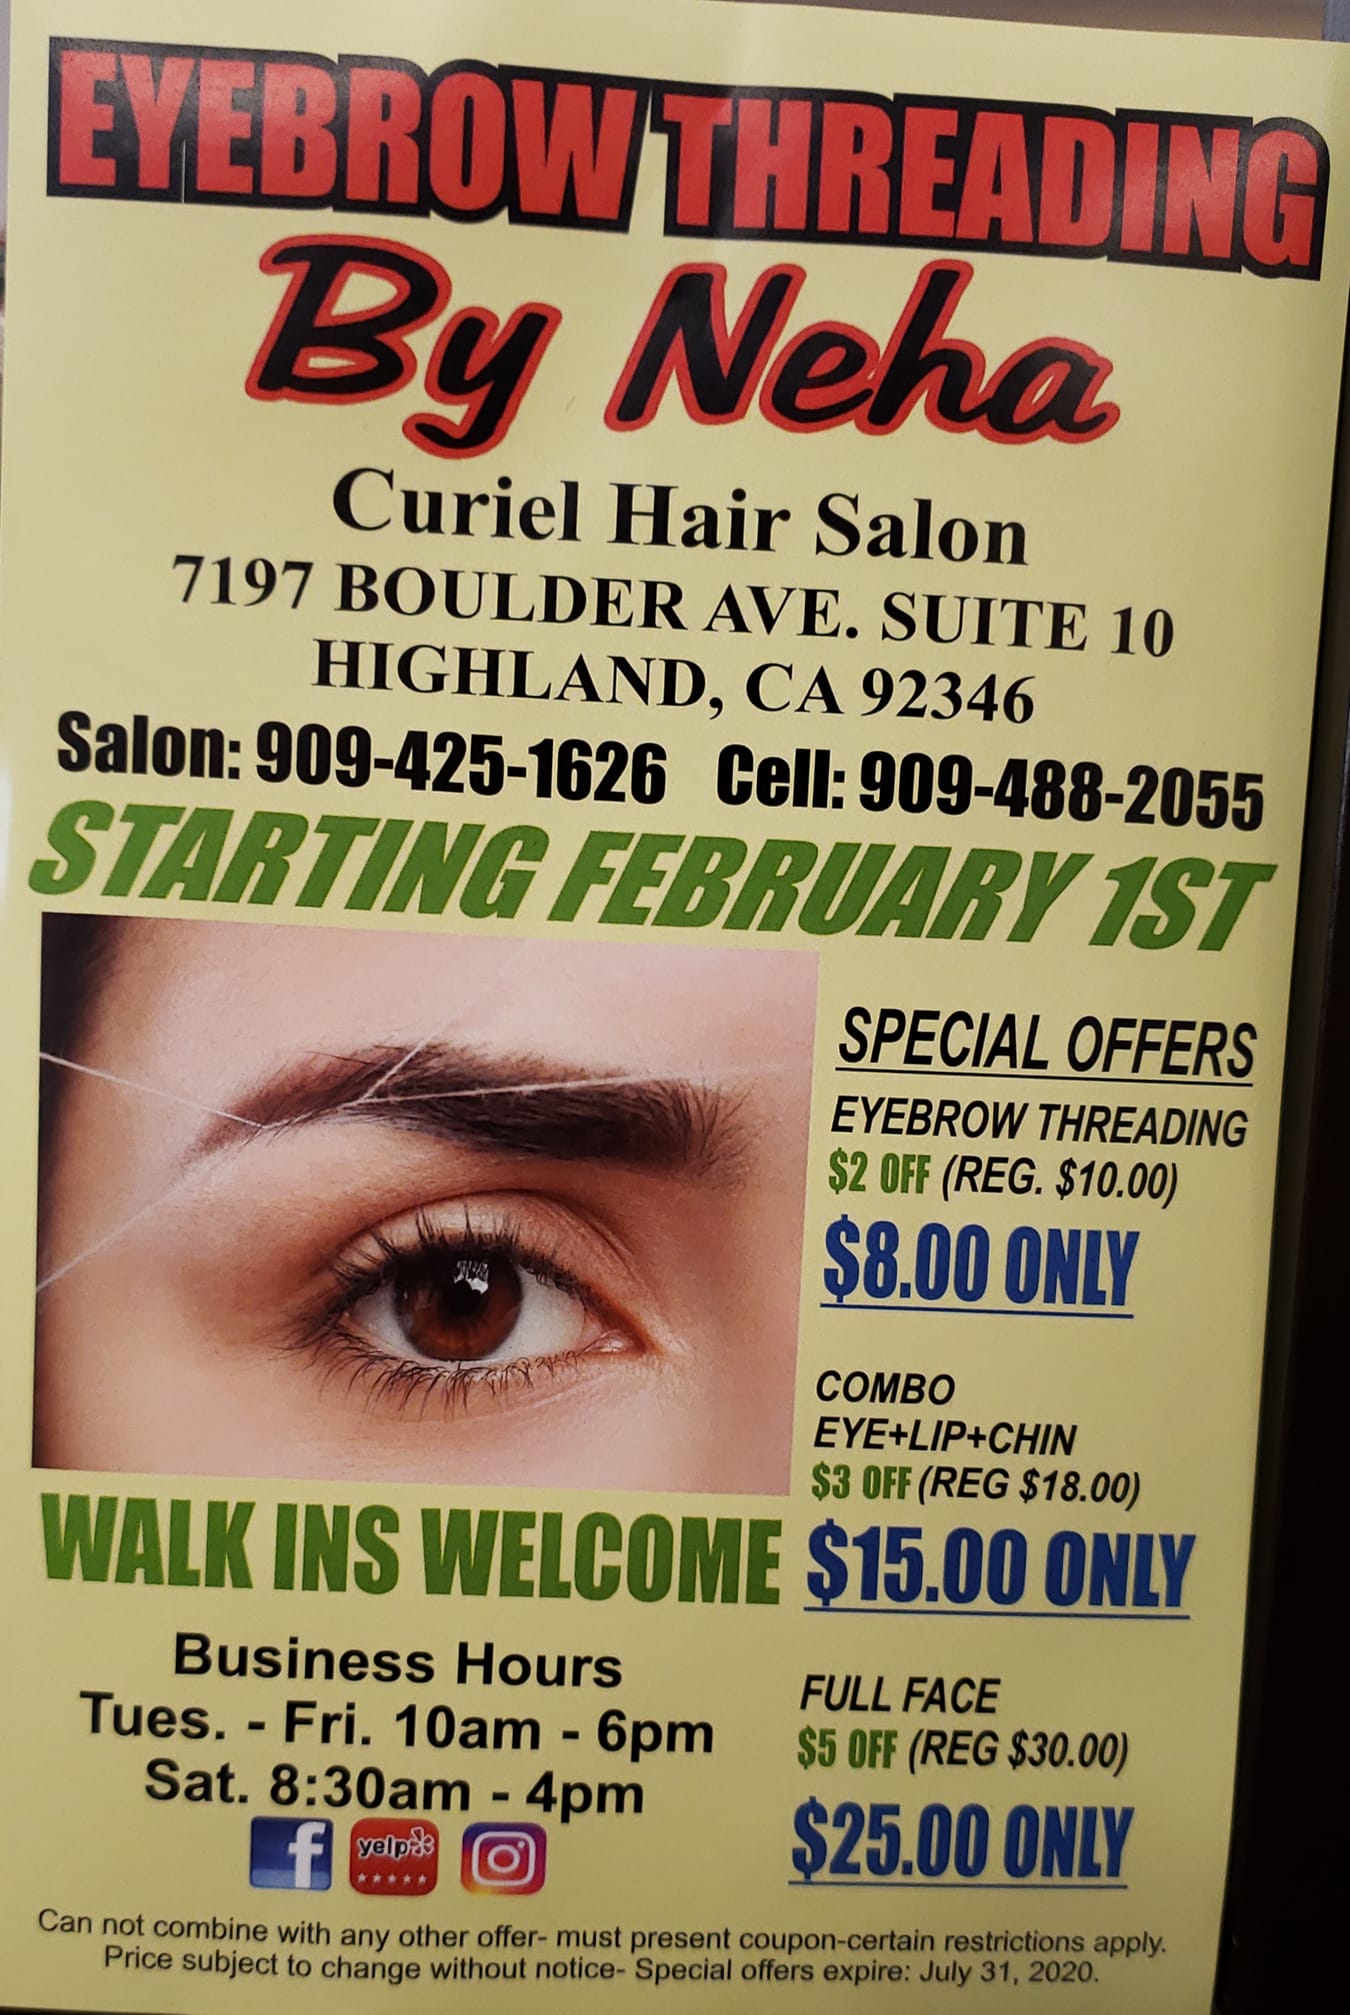 EYEBROW THREADING
By Neha
Curiel Hair Salon
7197 BOULDER AVE. SUITE 10
HIGHLAND, CA 92346
Salon: 909-425-1626 Cell: 909-488-2055
STARTING FEBRUARY 1ST
SPECIAL OFFERS
EYEBROW THREADING
$2 OFF (REG. $10.00)
$8.00 ONLY
COMBO
EYE+LIP+CHIN
$3 OFF (REG $18.00)
$15.00 ONLY
FULL FACE
$5 OFF (REG $30.00)
$25.00 ONLY
WALK INS WELCOME
Business Hours
Tues. - Fri. 10am - 6pm
Sat. 8:30am - 4pm
f
yelp
Can not combine with any other offer- must present coupon-certain restrictions apply.
Price subject to change without notice- Special offers expire: July 31, 2020.